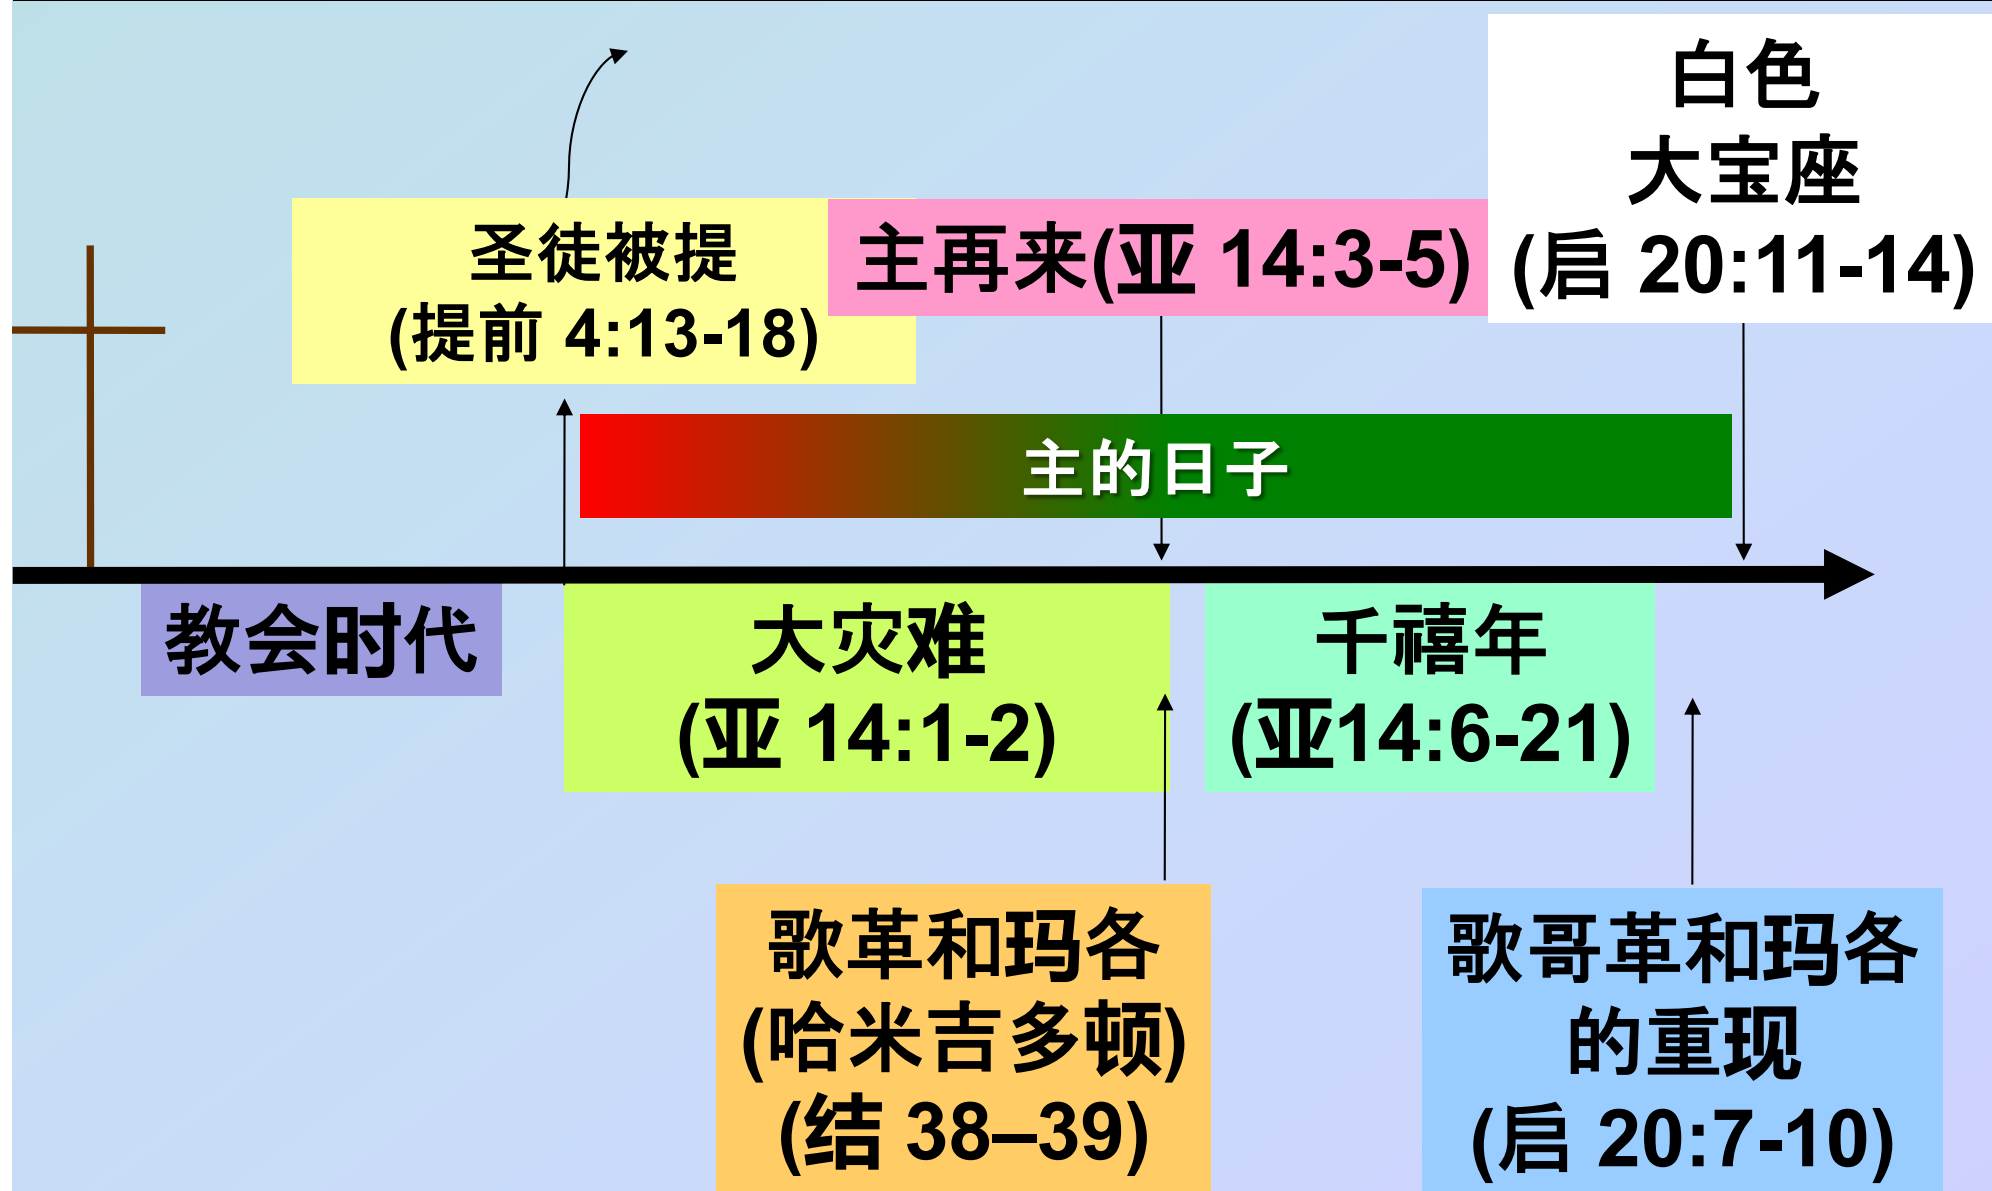 白色
大宝座
(启 20:11-14)
圣徒被提
(提前 4:13-18)
主再来(亚 14:3-5)
主的日子
教会时代
大灾难
(亚 14:1-2)
千禧年
(亚14:6-21)
歌革和玛各
(哈米吉多顿)
(结 38–39)
歌哥革和玛各
的重现
(启 20:7-10)